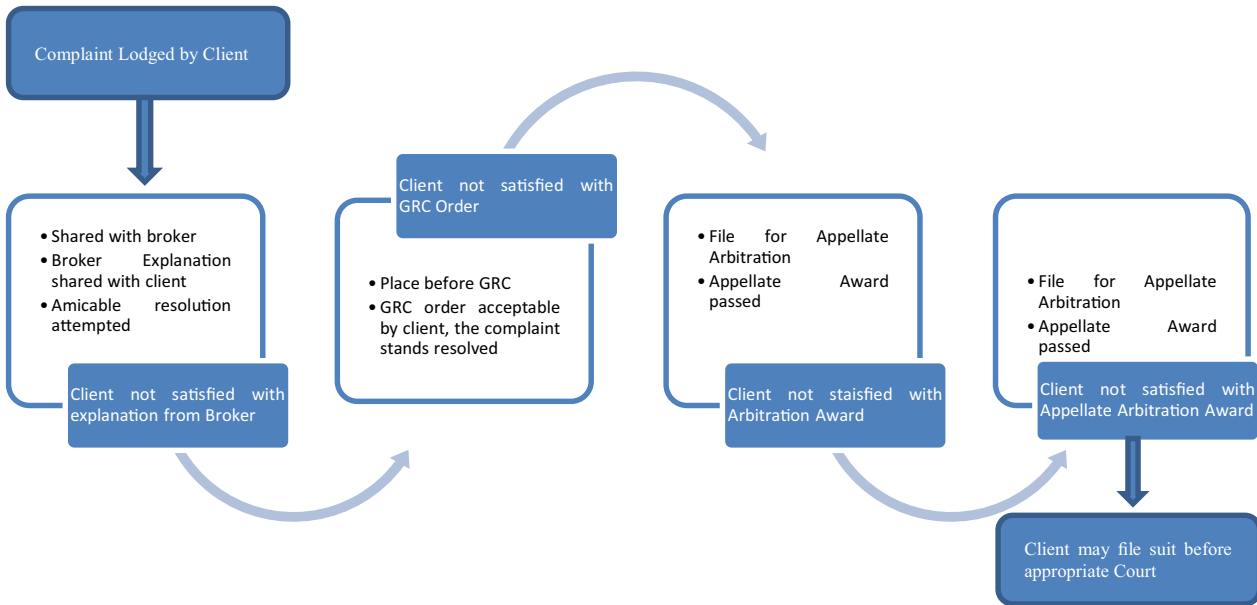 Complaint Lodged by Client
• Shared with broker
• Broker Explanation
shared with client
• Amicable resolution
attempted
Client not satisfied with
explanation from Broker
Client not satisfied with
GRC Order
• Place before GRC
• GRC order acceptable
by client, the complaint
stands resolved
• File for Appellate
Arbitration
• Appellate Award
passed
Client not staisfied with
Arbitration Award
• File for Appellate
Arbitration
• Appellate Award
passed
Client not satisfied with
Appellate Arbitration Award
Client may file suit before
appropriate Court